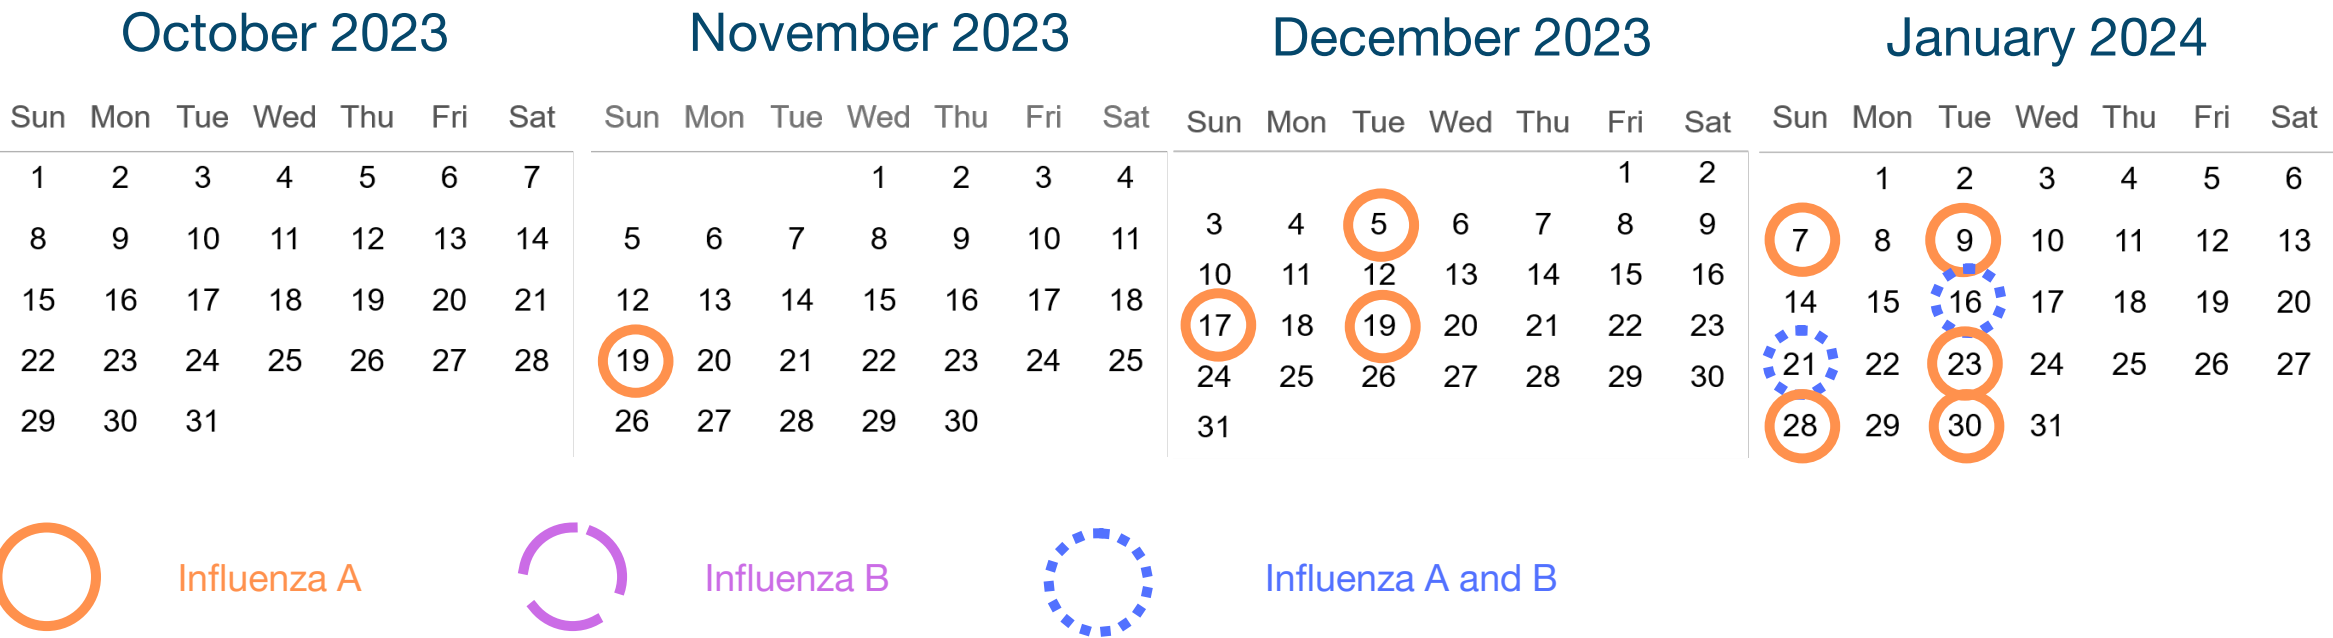 October 2023
Sun Mon Tue Wed Thu Fri Sat
1 2 3 4 5 6 7
8 9 10 11 12 13 14
15 16 17 18 19 20 21
22 23 24 25 26 27 28
29 30 31
November 2023
Sun Mon Tue Wed Thu Fri Sat
1 2 3 4
5 6 7 8 9 10 11
12 13 14 15 16 17 18
19 20 21 22 23 24 25
26 27 28 29 30
December 2023
Sun Mon Tue Wed Thu Fri Sat
1 2
3 4 5 6 7 8 9
10 11 12 13 14 15 16
17 18 19 20 21 22 23
24 25 26 27 28 29 30
31
January 2024
Sun Mon Tue Wed Thu Fri Sat
1 2 3 4 5 6
7 8 9 10 11 12 13
14 15 16 17 18 19 20
21 22 23 24 25 26 27
28 29 30 31
Influenza A
Influenza B
Influenza A and B